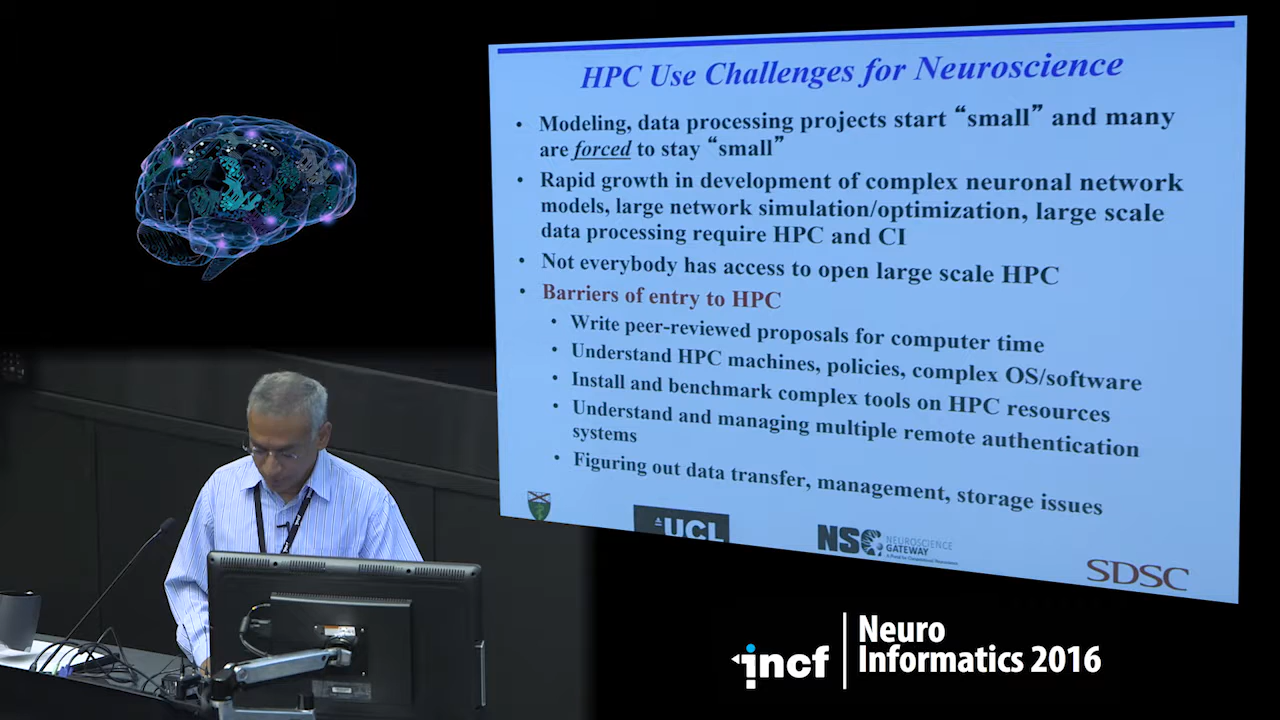 HPC Use Challenges for Neuroscience
• Modeling, data processing projects start “small” and many
are forced to stay “small”
• Rapid growth in development of complex neuronal network
models, large network simulation/optimization, large scale
data processing require HPC and CI
• Not everybody has access to open large scale HPC
• Barriers of entry to HPC
• Write peer-reviewed proposals for computer time
• Understand HPC machines, policies, complex OS/software
• Install and benchmark complex tools on HPC resources
• Understand and managing multiple remote authentication
systems
• Figuring out data transfer, management, storage issues
UCL
NSG NEUROSCIENCE
GATEWAY
A Portal for Computational Neuroscience
SDSC
incf
Neuro
Informatics 2016